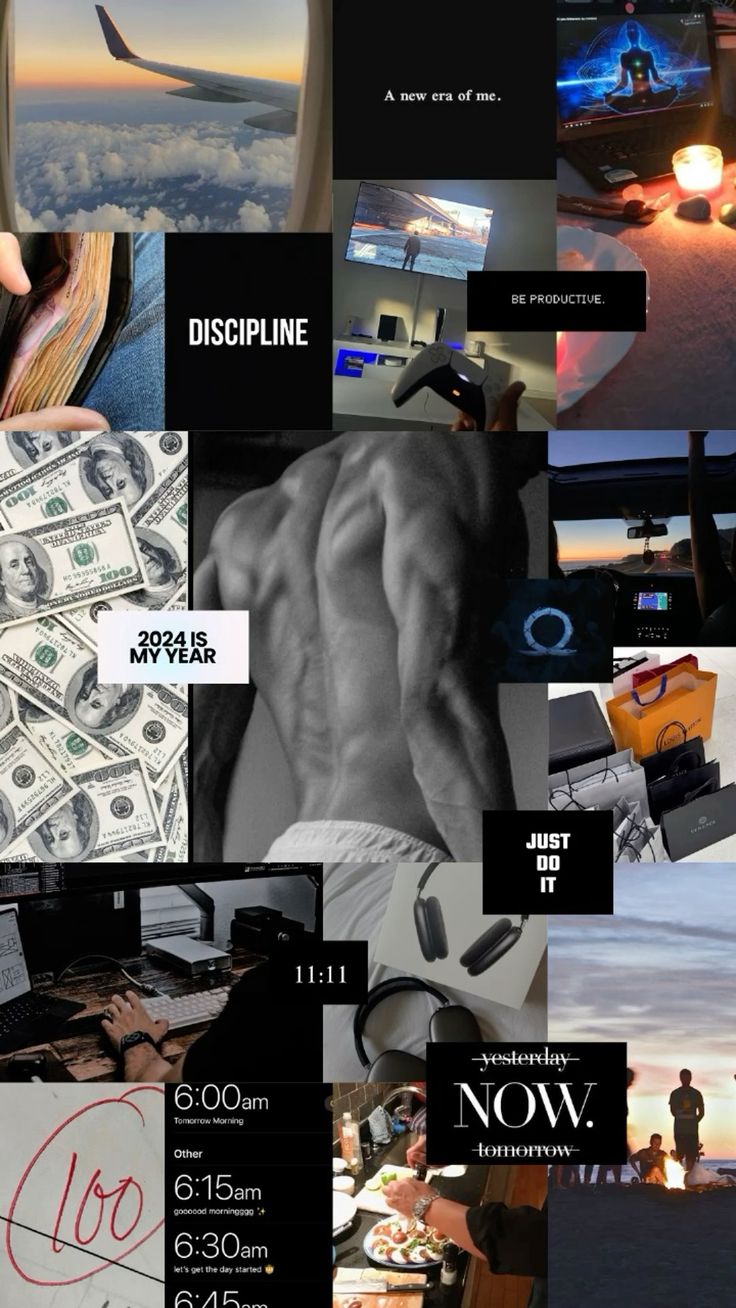 A new era of me.
DISCIPLINE
BE PRODUCTIVE.
2024 IS
MY YEAR
JUST
DO
IT
11:11
yesterday
NOW.
tomorrow
100
6:00am
Tomorrow Morning
Other
6:15am
goooood morningggg ✨
6:30am
let's get the day started 🤠
6:45am